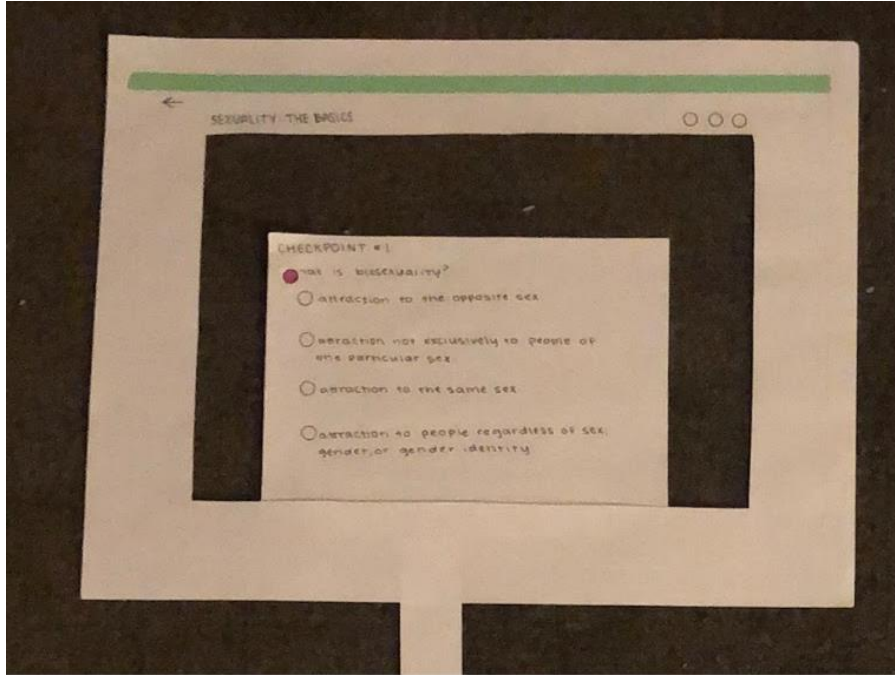 SEXUALITY: THE BASICS
CHECKPOINT #1
What is bisexuality?
attraction to the opposite sex
attraction not exclusively to people of
one particular sex
attraction to the same sex
attraction to people regardless of sex,
gender, or gender identity